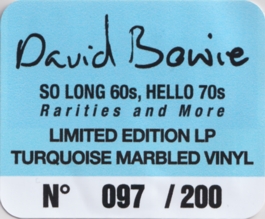 David Bowie
SO LONG 60s, HELLO 70s
Rarities and More
LIMITED EDITION LP
TURQUOISE MARBLED VINYL
N° 097 / 200